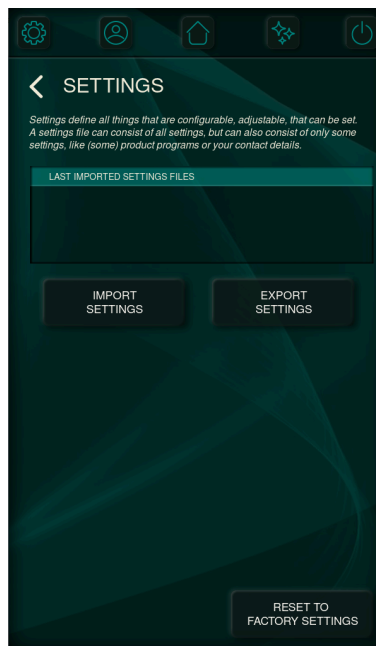 SETTINGS
Settings define all things that are configurable, adjustable, that can be set.
A settings file can consist of all settings, but can also consist of only some
settings, like (some) product programs or your contact details.
LAST IMPORTED SETTINGS FILES
IMPORT
SETTINGS
EXPORT
SETTINGS
RESET TO
FACTORY SETTINGS